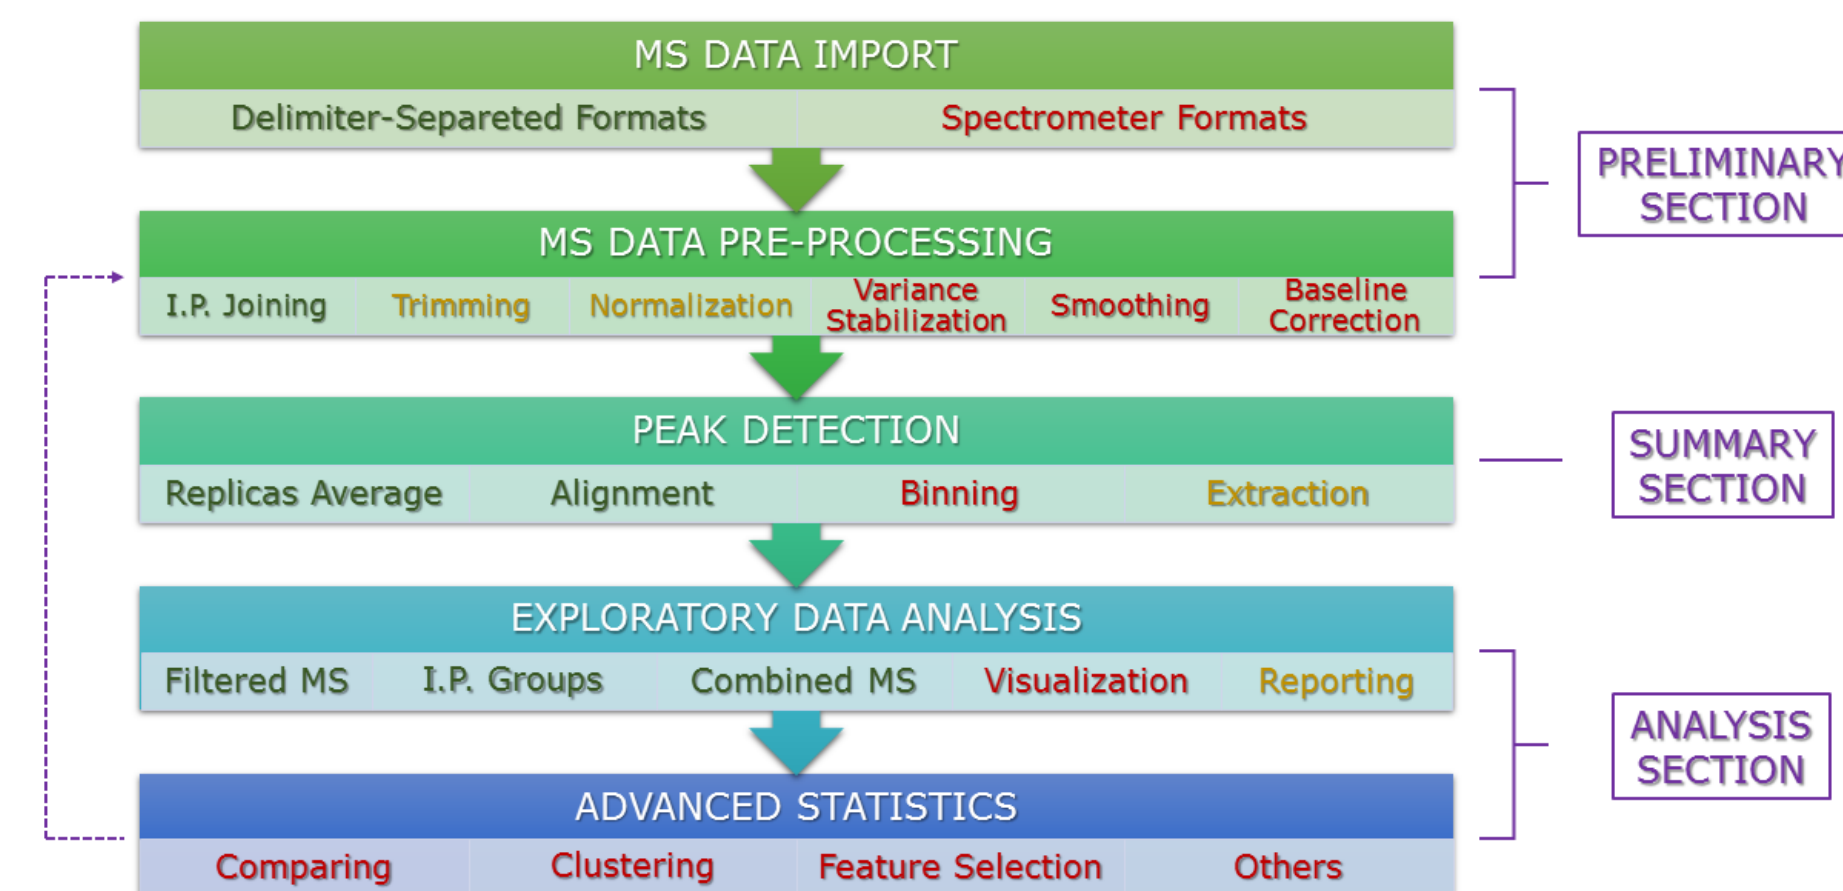 MS DATA IMPORT
Delimiter-Separeted Formats
Spectrometer Formats
PRELIMINARY
SECTION
MS DATA PRE-PROCESSING
I.P. Joining
Trimming
Normalization
Variance
Stabilization
Smoothing
Baseline
Correction
PEAK DETECTION
Replicas Average
Alignment
Binning
Extraction
SUMMARY
SECTION
EXPLORATORY DATA ANALYSIS
Filtered MS
I.P. Groups
Combined MS
Visualization
Reporting
ANALYSIS
SECTION
ADVANCED STATISTICS
Comparing
Clustering
Feature Selection
Others